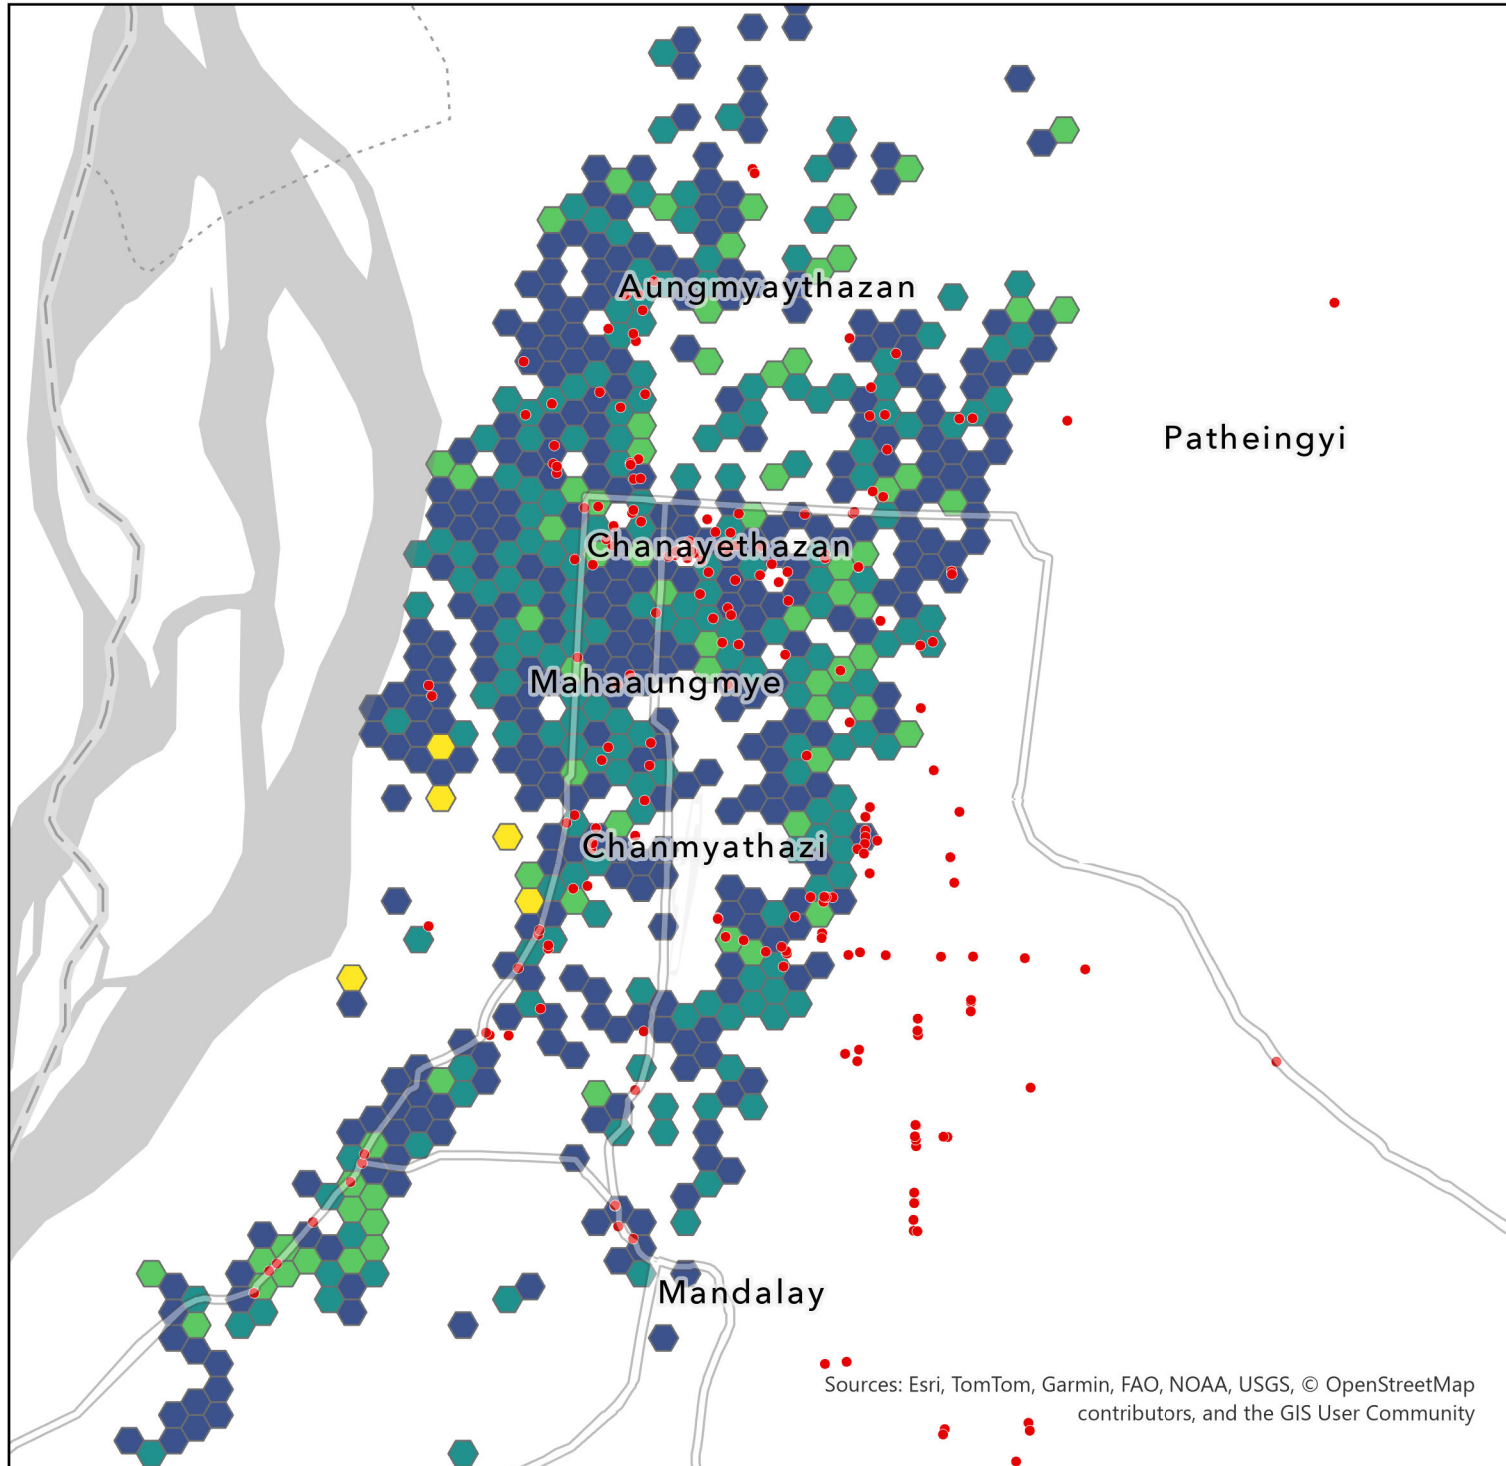 Aungmyaythazan
Patheingyi
Chanayethazan
Mahaaungmye
Chanmyathazi
Mandalay
Sources: Esri, TomTom, Garmin, FAO, NOAA, USGS, © OpenStreetMap
contributors, and the GIS User Community